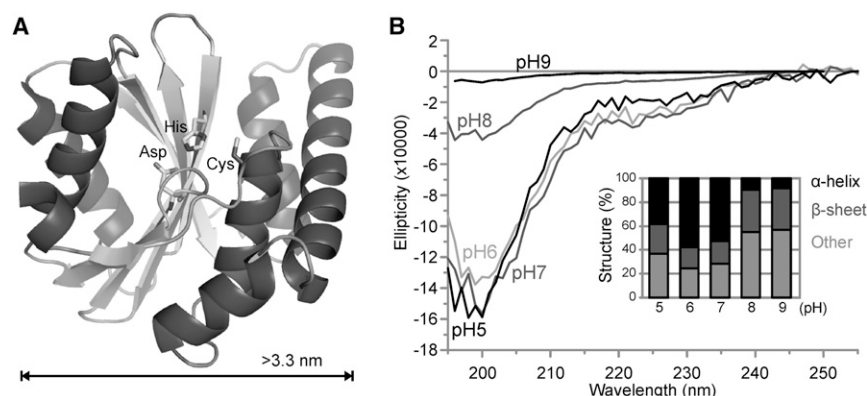 A
His
Asp
Cys
>3.3 nm
B
Ellipticity (x10000)
2
0
-2
-4
-6
-8
-10
-12
-14
-16
-18
pH9
pH8
pH6
pH7
pH5
200
210
220
230
240
250
Wavelength (nm)
Structure (%)
100
80
60
40
20
0
5 6 7 8 9 (pH)
α-helix
β-sheet
Other